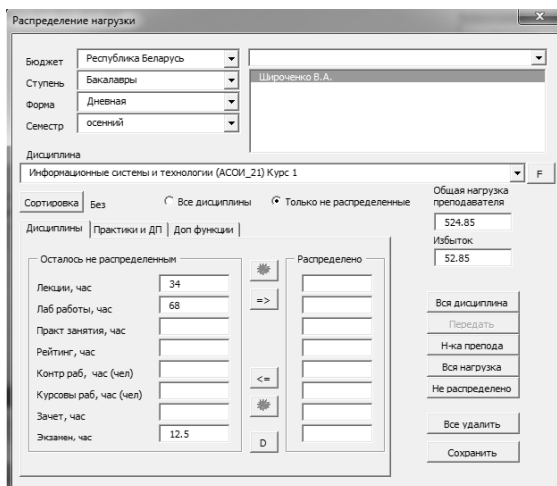 Распределение нагрузки
x
Бюджет Республика Беларусь
Ступень Бакалавры Широченко В.А.
Форма Дневная
Семестр осенний
Дисциплина
Информационные системы и технологии (АСОИ_21) Курс 1 F
Сортировка Без Все дисциплины Только не распределенные
Общая нагрузка преподавателя
524.85
Избыток
52.85
Дисциплины Практики и ДП Доп функции
Осталось не распределенным Распределено
Лекции, час 34
Лаб работы, час 68 =>
Практ занятия, час
Рейтинг, час
Контр раб, час (чел)
Курсовы раб, час (чел) <=
Зачет, час
Экзамен, час 12.5 D
Вся дисциплина
Передать
Н-ка препода
Вся нагрузка
Не распределено
Все удалить
Сохранить